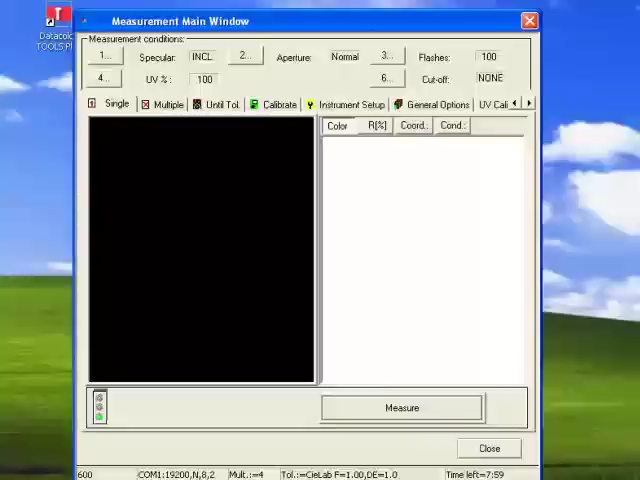 Datacolo
TOOLS Pl
Measurement Main Window
Measurement conditions:
1... Specular: INCL 2... Aperture: Normal 3... Flashes: 100
4... UV % : 100 6... Cut-off: NONE
Single Multiple Until Tol. Calibrate Instrument Setup General Options UV Cali
Color R[%] Coord.: Cond.:
Measure
Close
600 COM1:19200,N,8,2 Mult.:=4 Tol.:=CieLab F=1.00,DE=1.0 Time left=7:59